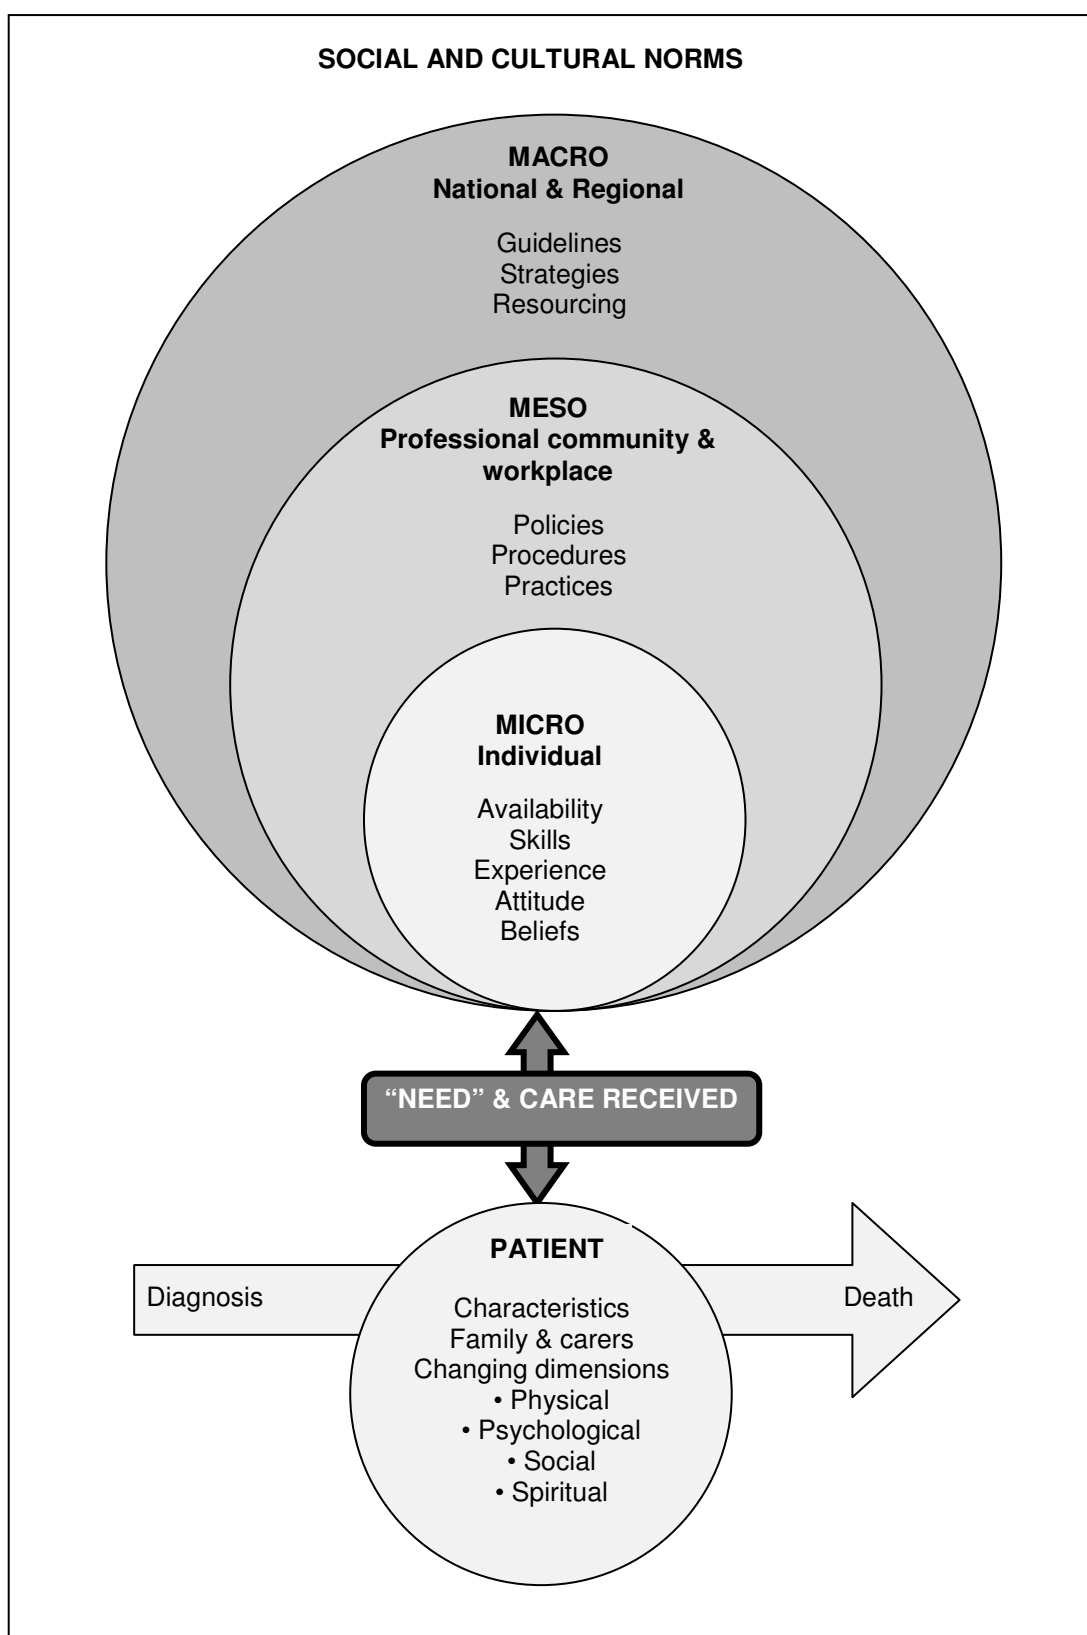 SOCIAL AND CULTURAL NORMS
MACRO
National & Regional
Guidelines
Strategies
Resourcing
MESO
Professional community &
workplace
Policies
Procedures
Practices
MICRO
Individual
Availability
Skills
Experience
Attitude
Beliefs
“NEED” & CARE RECEIVED
PATIENT
Diagnosis
Death
Characteristics
Family & carers
Changing dimensions
• Physical
• Psychological
• Social
• Spiritual